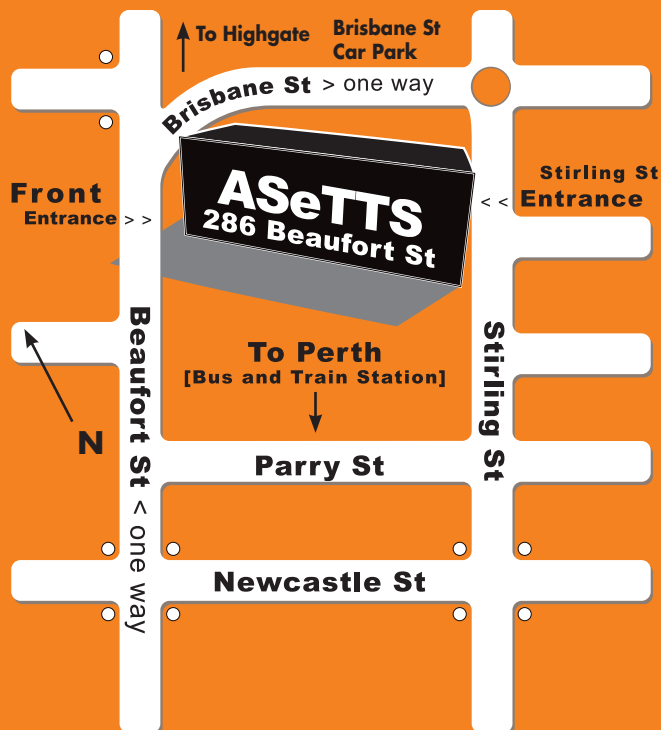 To Highgate
Brisbane St
Car Park
Brisbane St > one way
ASeTTS
286 Beaufort St
Front
Entrance > >
Stirling St
< < Entrance
Beaufort St < one way
Stirling St
To Perth
[Bus and Train Station]
N
Parry St
Newcastle St